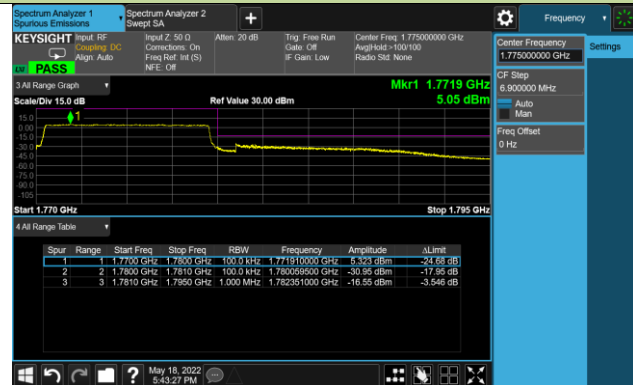 Spectrum Analyzer 1
Spurious Emissions
Spectrum Analyzer 2
Swept SA
Frequency
KEYSIGHT
Input: RF
Coupling: DC
Align: Auto
Input Z: 50 Ω
Corrections: On
Freq Ref: Int (S)
NFE: Off
Atten: 20 dB
Trig: Free Run
Gate: Off
IF Gain: Low
Center Freq: 1.775000000 GHz
Avg|Hold:>100/100
Radio Std: None
PASS
Center Frequency
1.775000000 GHz
Settings
CF Step
6.900000 MHz
Auto
Man
Freq Offset
0 Hz
3 All Range Graph
Mkr1 1.7719 GHz
Scale/Div 15.0 dB
Ref Value 30.00 dBm
5.05 dBm
1
15.0
0.00
-15.0
-30.0
-45.0
-60.0
-75.0
-90.0
-105
Start 1.770 GHz
Stop 1.795 GHz
4 All Range Table
Spur Range Start Freq Stop Freq RBW Frequency Amplitude ΔLimit
1 1 1.7700 GHz 1.7800 GHz 100.0 kHz 1.771910000 GHz 5.323 dBm -24.68 dB
2 2 1.7800 GHz 1.7810 GHz 100.0 kHz 1.780059500 GHz -30.95 dBm -17.95 dB
3 3 1.7810 GHz 1.7950 GHz 1.000 MHz 1.782351000 GHz -16.55 dBm -3.546 dB
May 18, 2022
5:43:27 PM